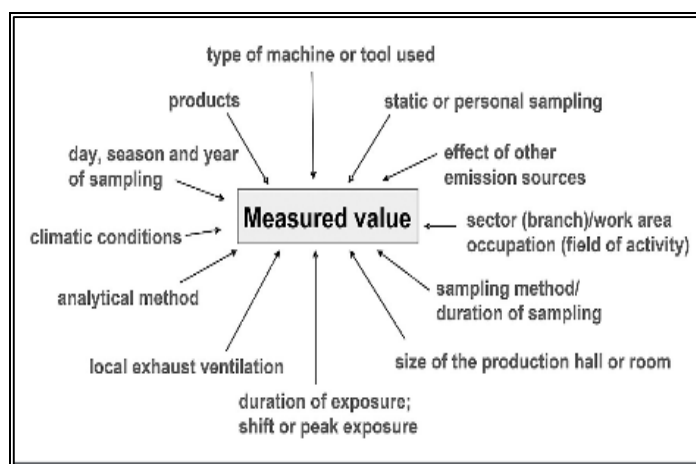 type of machine or tool used
products
static or personal sampling
day, season and year
of sampling
effect of other
emission sources
Measured value
sector (branch)/work area
occupation (field of activity)
climatic conditions
analytical method
sampling method/
duration of sampling
local exhaust ventilation
size of the production hall or room
duration of exposure;
shift or peak exposure